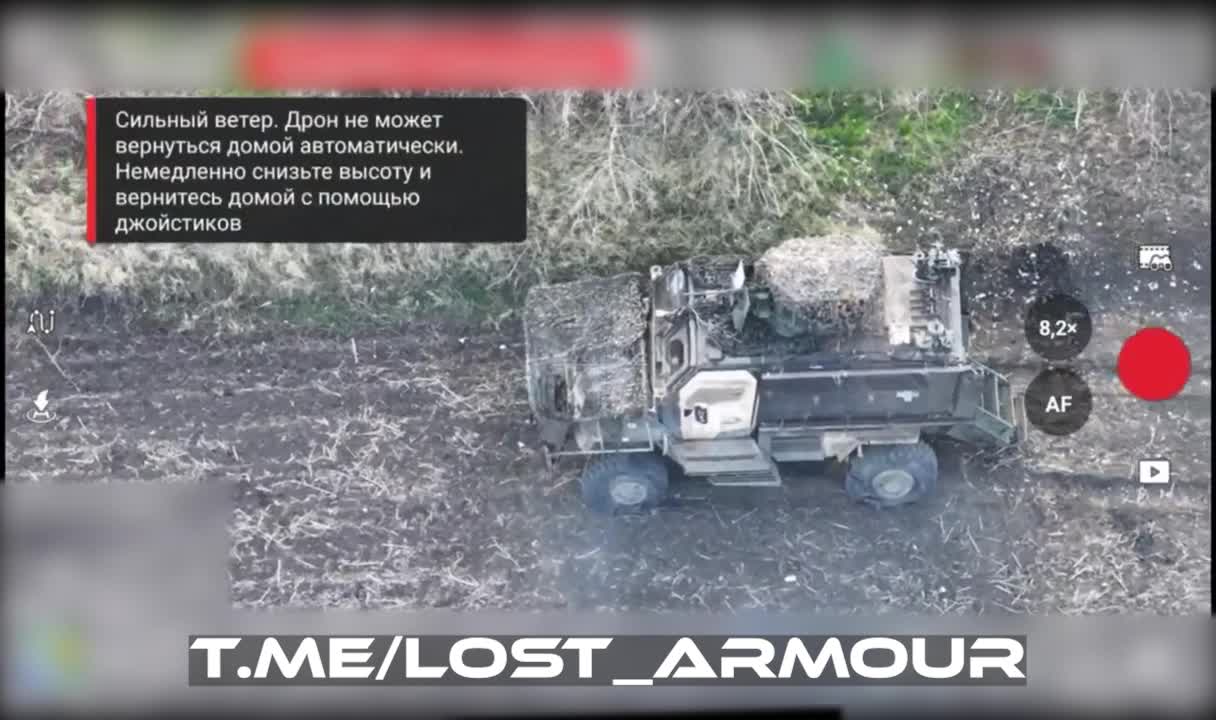 Сильный ветер. Дрон не может
вернуться домой автоматически.
Немедленно снизьте высоту и
вернитесь домой с помощью
джойстиков
8,2×
AF
T.ME/LOST_ARMOUR